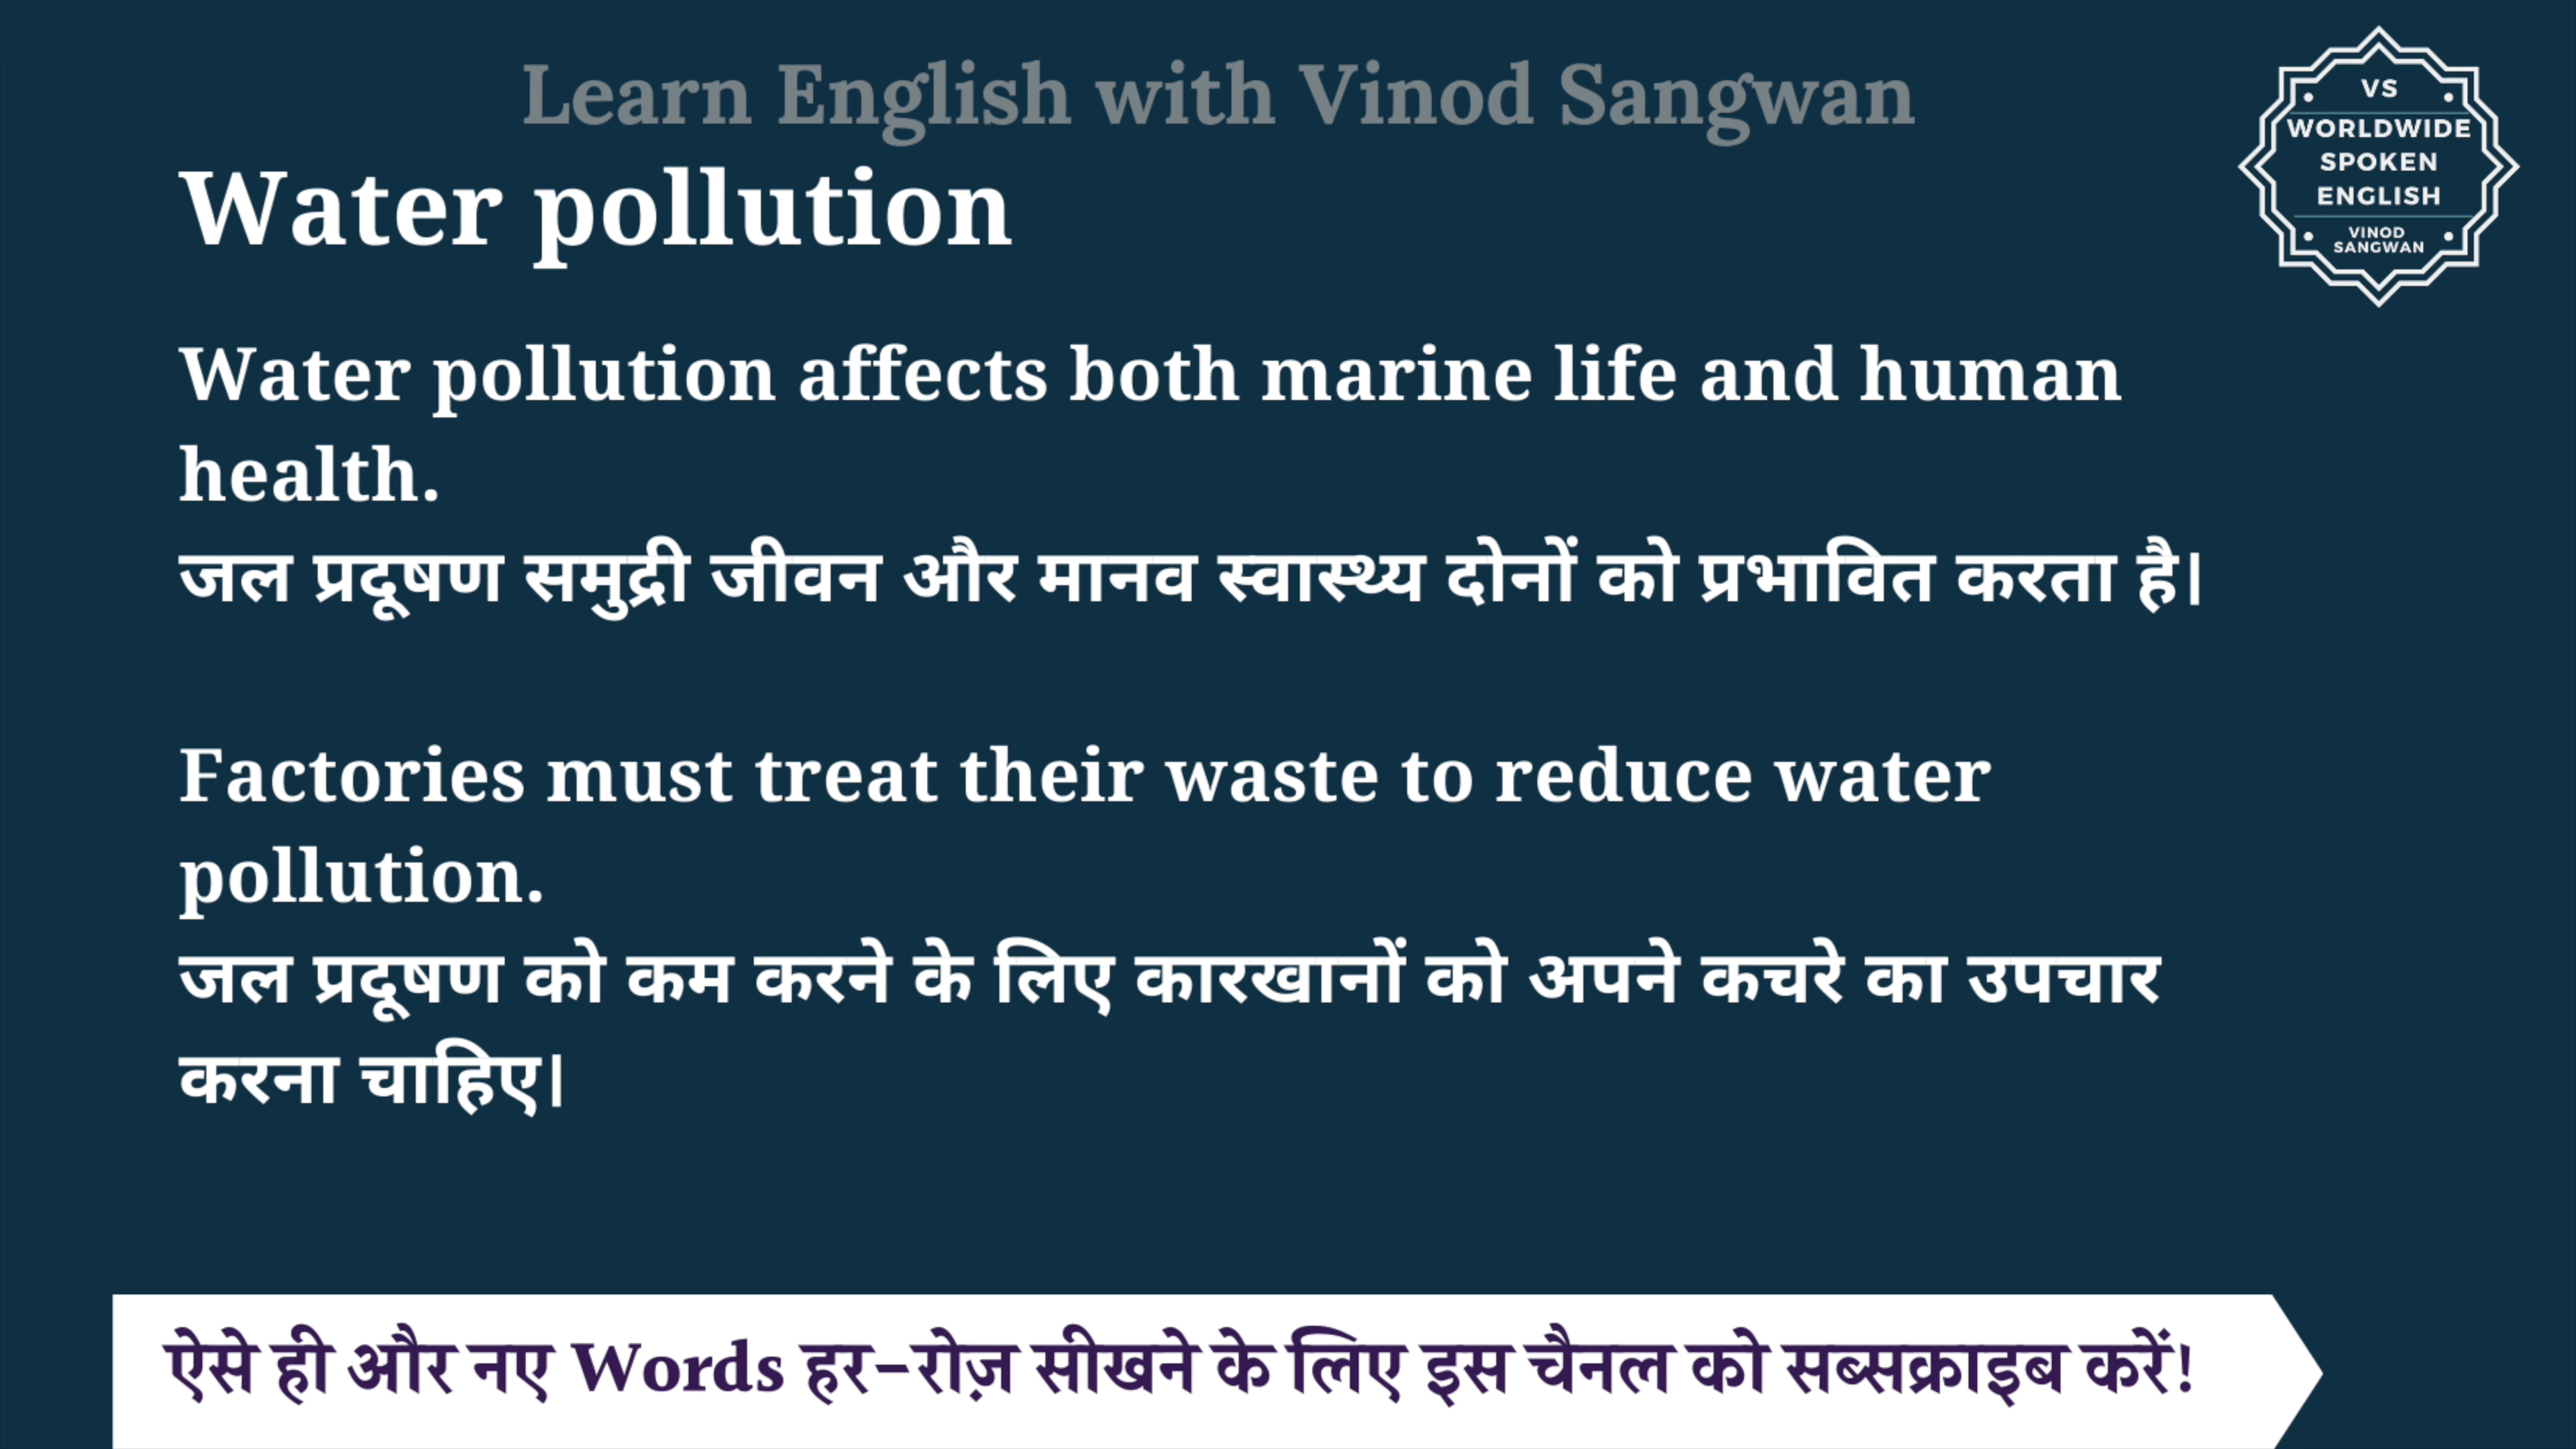 Learn English with Vinod Sangwan
VS
WORLDWIDE
SPOKEN
ENGLISH
VINOD
SANGWAN
Water pollution
Water pollution affects both marine life and human
health.
जल प्रदूषण समुद्री जीवन और मानव स्वास्थ्य दोनों को प्रभावित करता है।
Factories must treat their waste to reduce water
pollution.
जल प्रदूषण को कम करने के लिए कारखानों को अपने कचरे का उपचार
करना चाहिए।
ऐसे ही और नए Words हर-रोज़ सीखने के लिए इस चैनल को सब्सक्राइब करें!